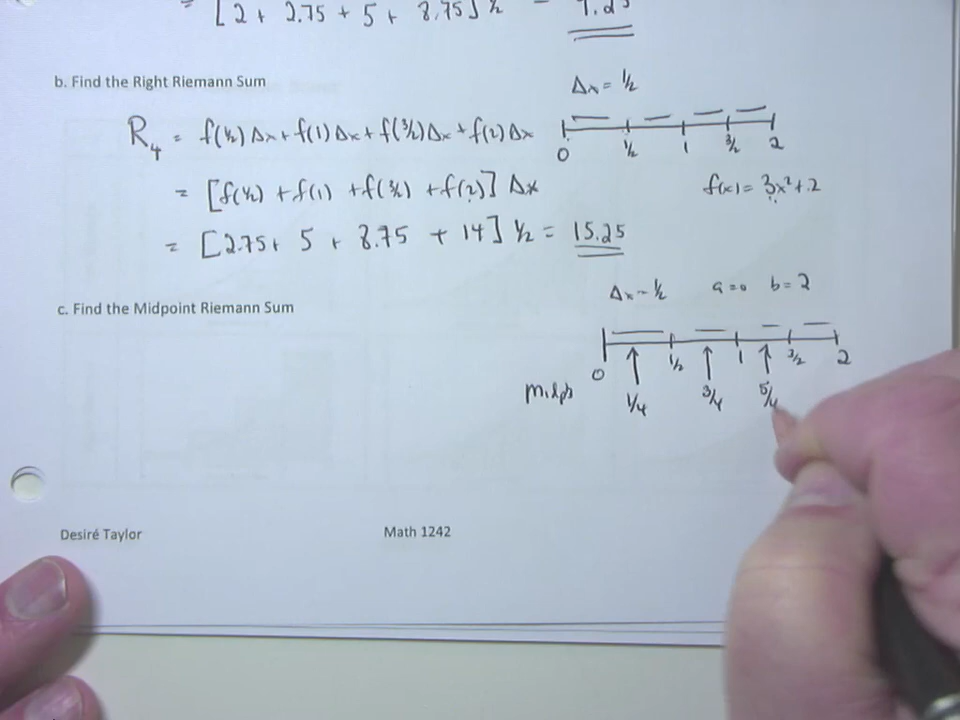 = [2 + 2.75 + 5 + 8.75] ½ = 9.25
b. Find the Right Riemann Sum
Δx = ½
R₄ = f(½) Δx + f(1) Δx + f(3/2) Δx + f(2) Δx
0 ½ 1 3/2 2
= [f(½) + f(1) + f(3/2) + f(2)] Δx
f(x) = 3x² + 2
= [2.75 + 5 + 8.75 + 14] ½ = 15.25
Δx = ½ a=0 b=2
c. Find the Midpoint Riemann Sum
0 ½ 1 3/2 2
midpts 1/4 3/4 5/4
Desiré Taylor Math 1242